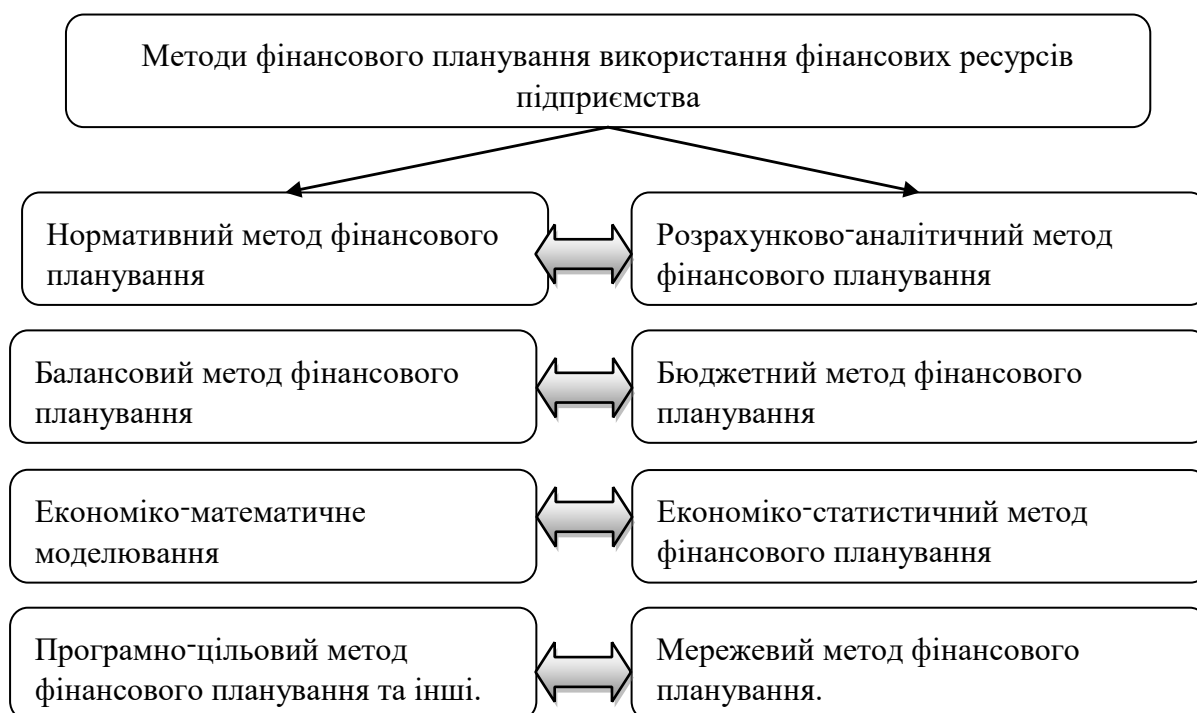 Методи фінансового планування використання фінансових ресурсів
підприємства
Нормативний метод фінансового
планування
Розрахунково-аналітичний метод
фінансового планування
Балансовий метод фінансового
планування
Бюджетний метод фінансового
планування
Економіко-математичне
моделювання
Економіко-статистичний метод
фінансового планування
Програмно-цільовий метод
фінансового планування та інші.
Мережевий метод фінансового
планування.